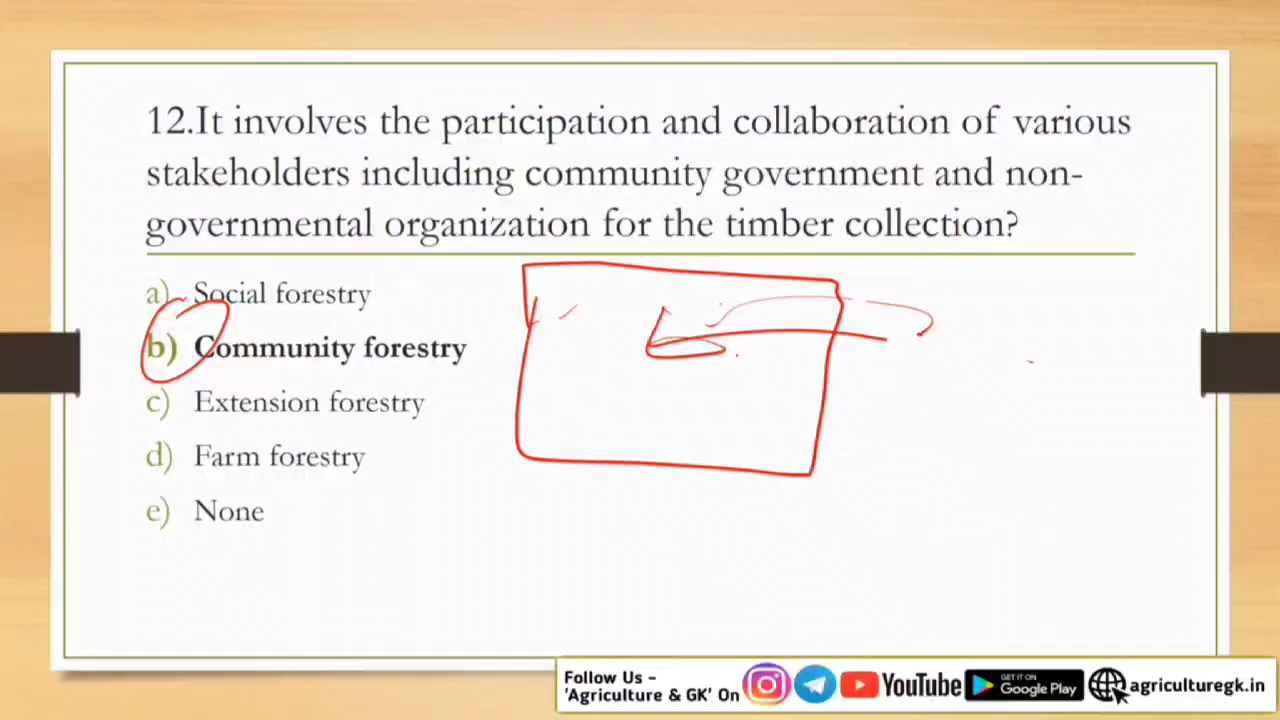 12.It involves the participation and collaboration of various
stakeholders including community government and non-
governmental organization for the timber collection?
a) Social forestry
b) Community forestry
c) Extension forestry
d) Farm forestry
e) None
Follow Us -
'Agriculture & GK' On
YouTube
GET IT ON
Google Play
agriculturegk.in